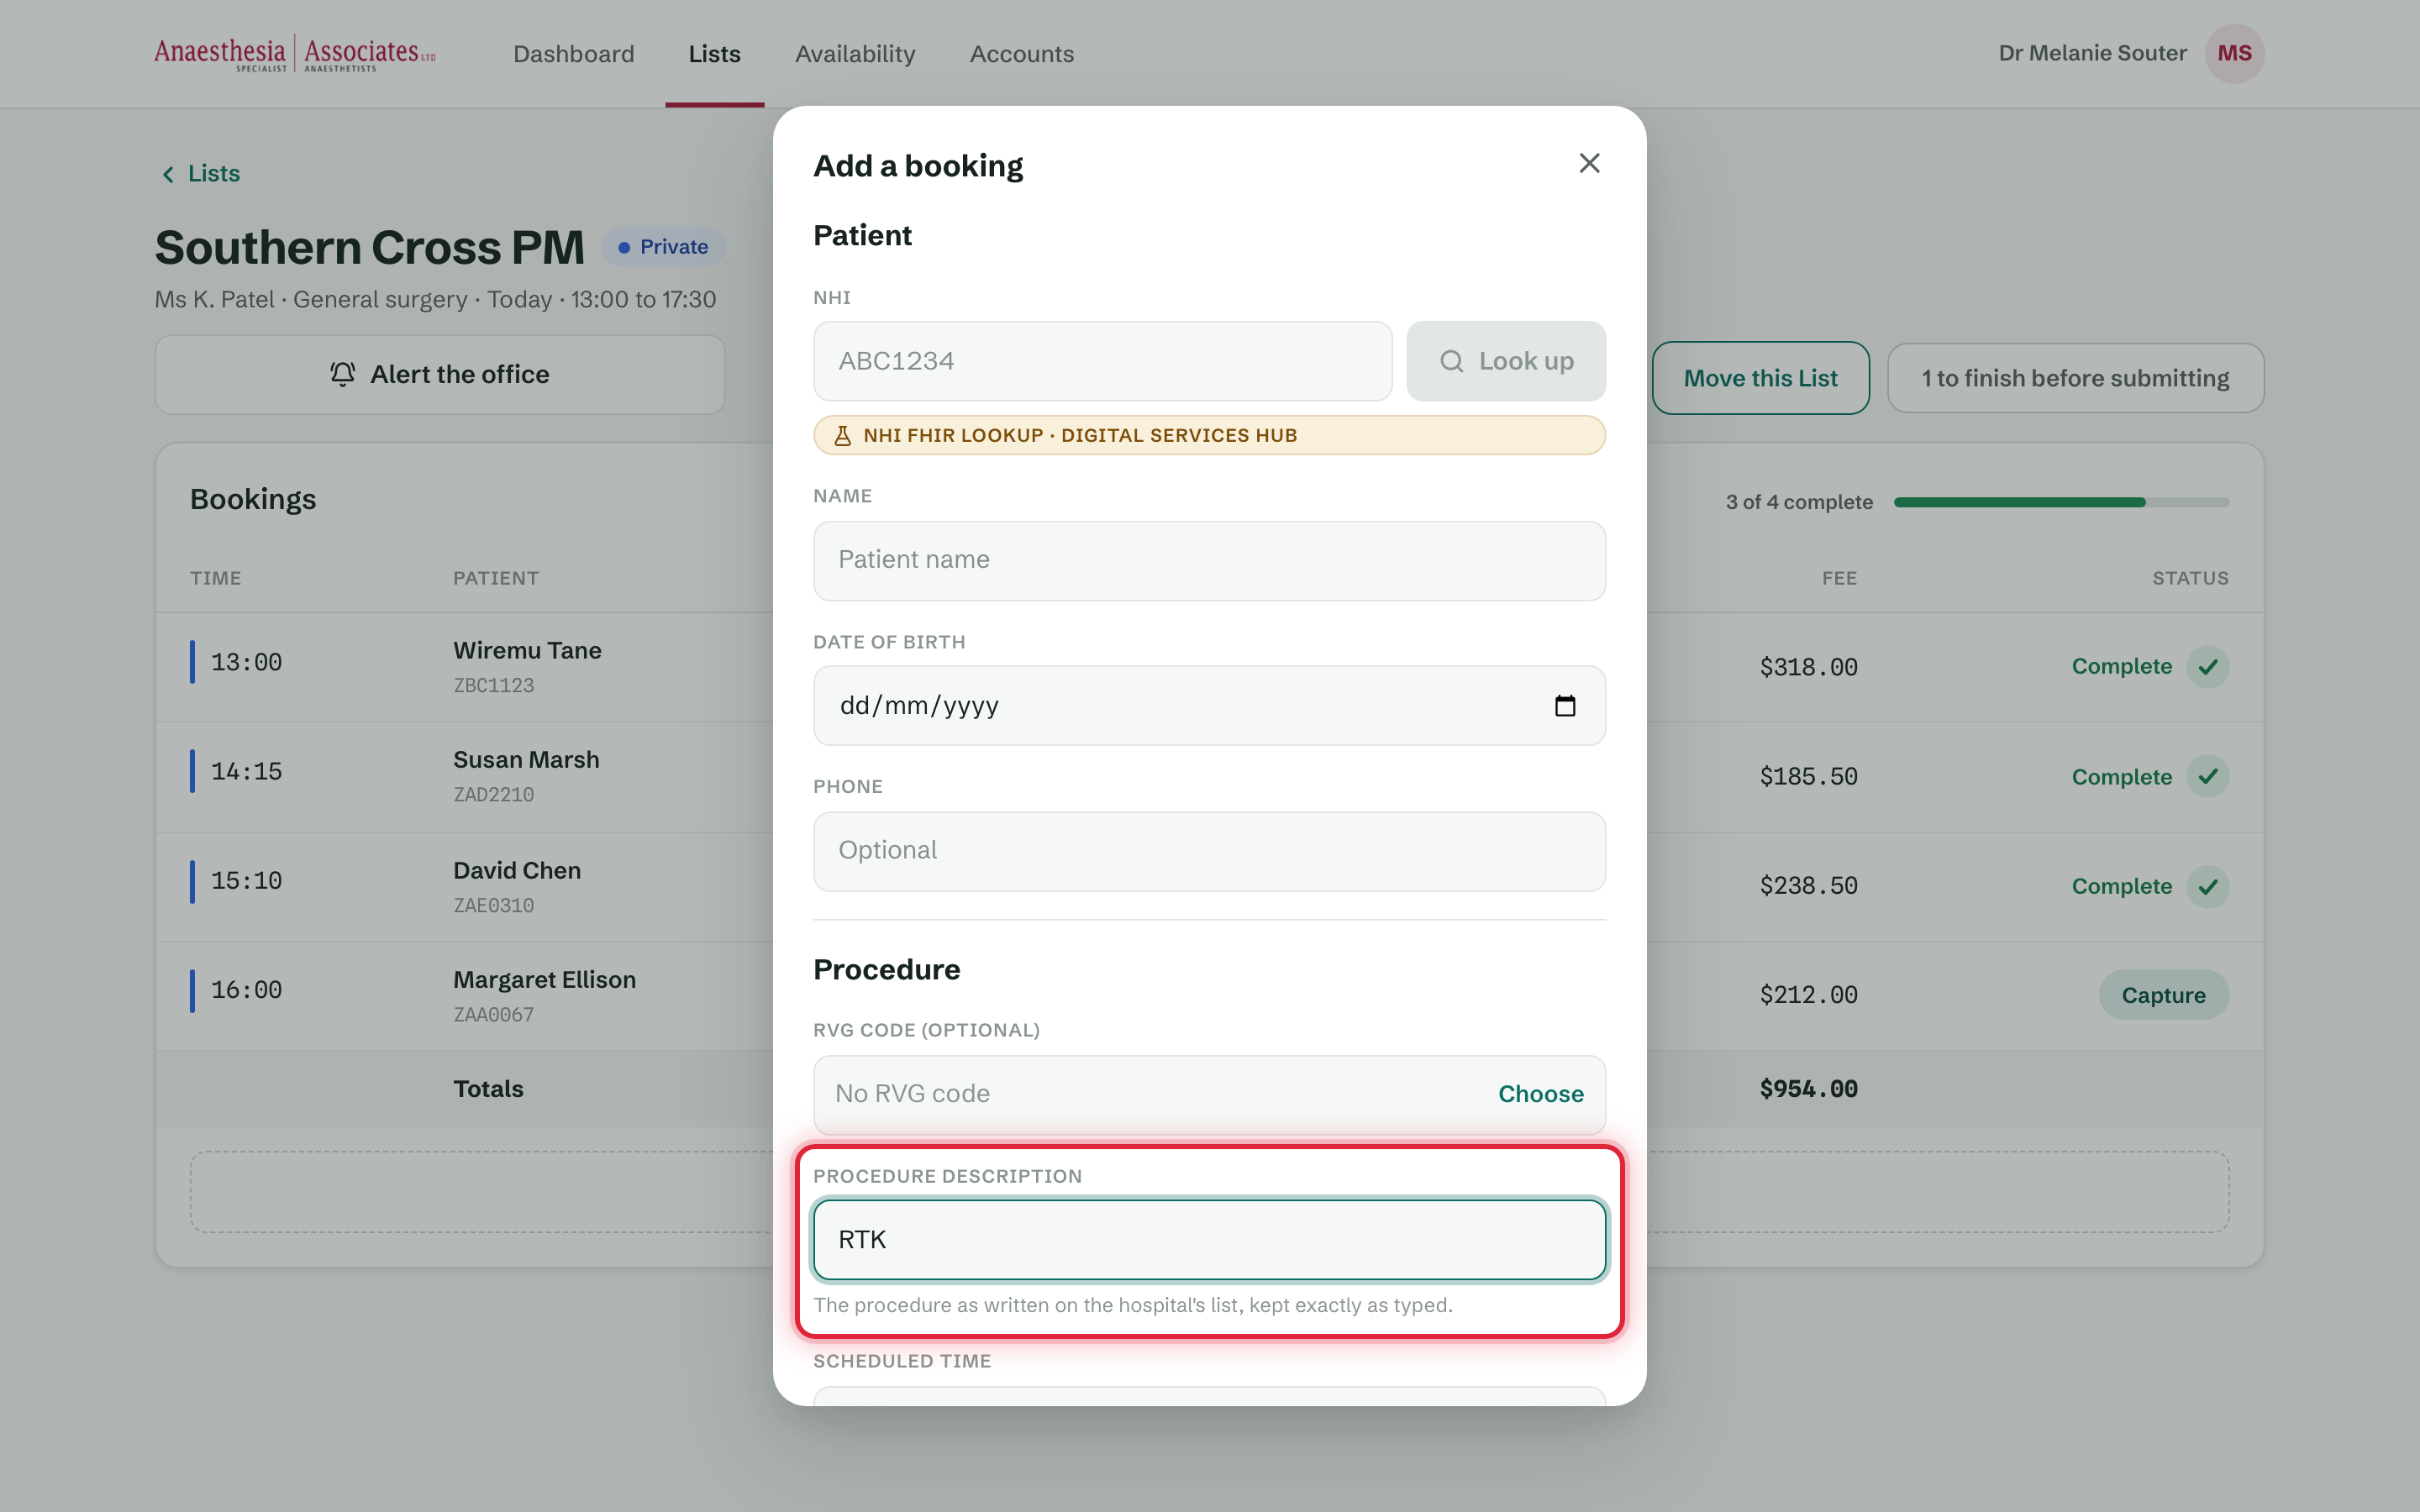 Anaesthesia Associates LTD
SPECIALIST ANAESTHETISTS
Dashboard
Lists
Availability
Accounts
Dr Melanie Souter
MS
Lists
Southern Cross PM
Private
Ms K. Patel · General surgery · Today · 13:00 to 17:30
Alert the office
Move this List
1 to finish before submitting
Bookings
3 of 4 complete
TIME
PATIENT
FEE
STATUS
13:00
Wiremu Tane
ZBC1123
$318.00
Complete
14:15
Susan Marsh
ZAD2210
$185.50
Complete
15:10
David Chen
ZAE0310
$238.50
Complete
16:00
Margaret Ellison
ZAA0067
$212.00
Capture
Totals
$954.00
Add a booking
Patient
NHI
ABC1234
Look up
NHI FHIR LOOKUP · DIGITAL SERVICES HUB
NAME
Patient name
DATE OF BIRTH
dd/mm/yyyy
PHONE
Optional
Procedure
RVG CODE (OPTIONAL)
No RVG code
Choose
PROCEDURE DESCRIPTION
RTK
The procedure as written on the hospital's list, kept exactly as typed.
SCHEDULED TIME